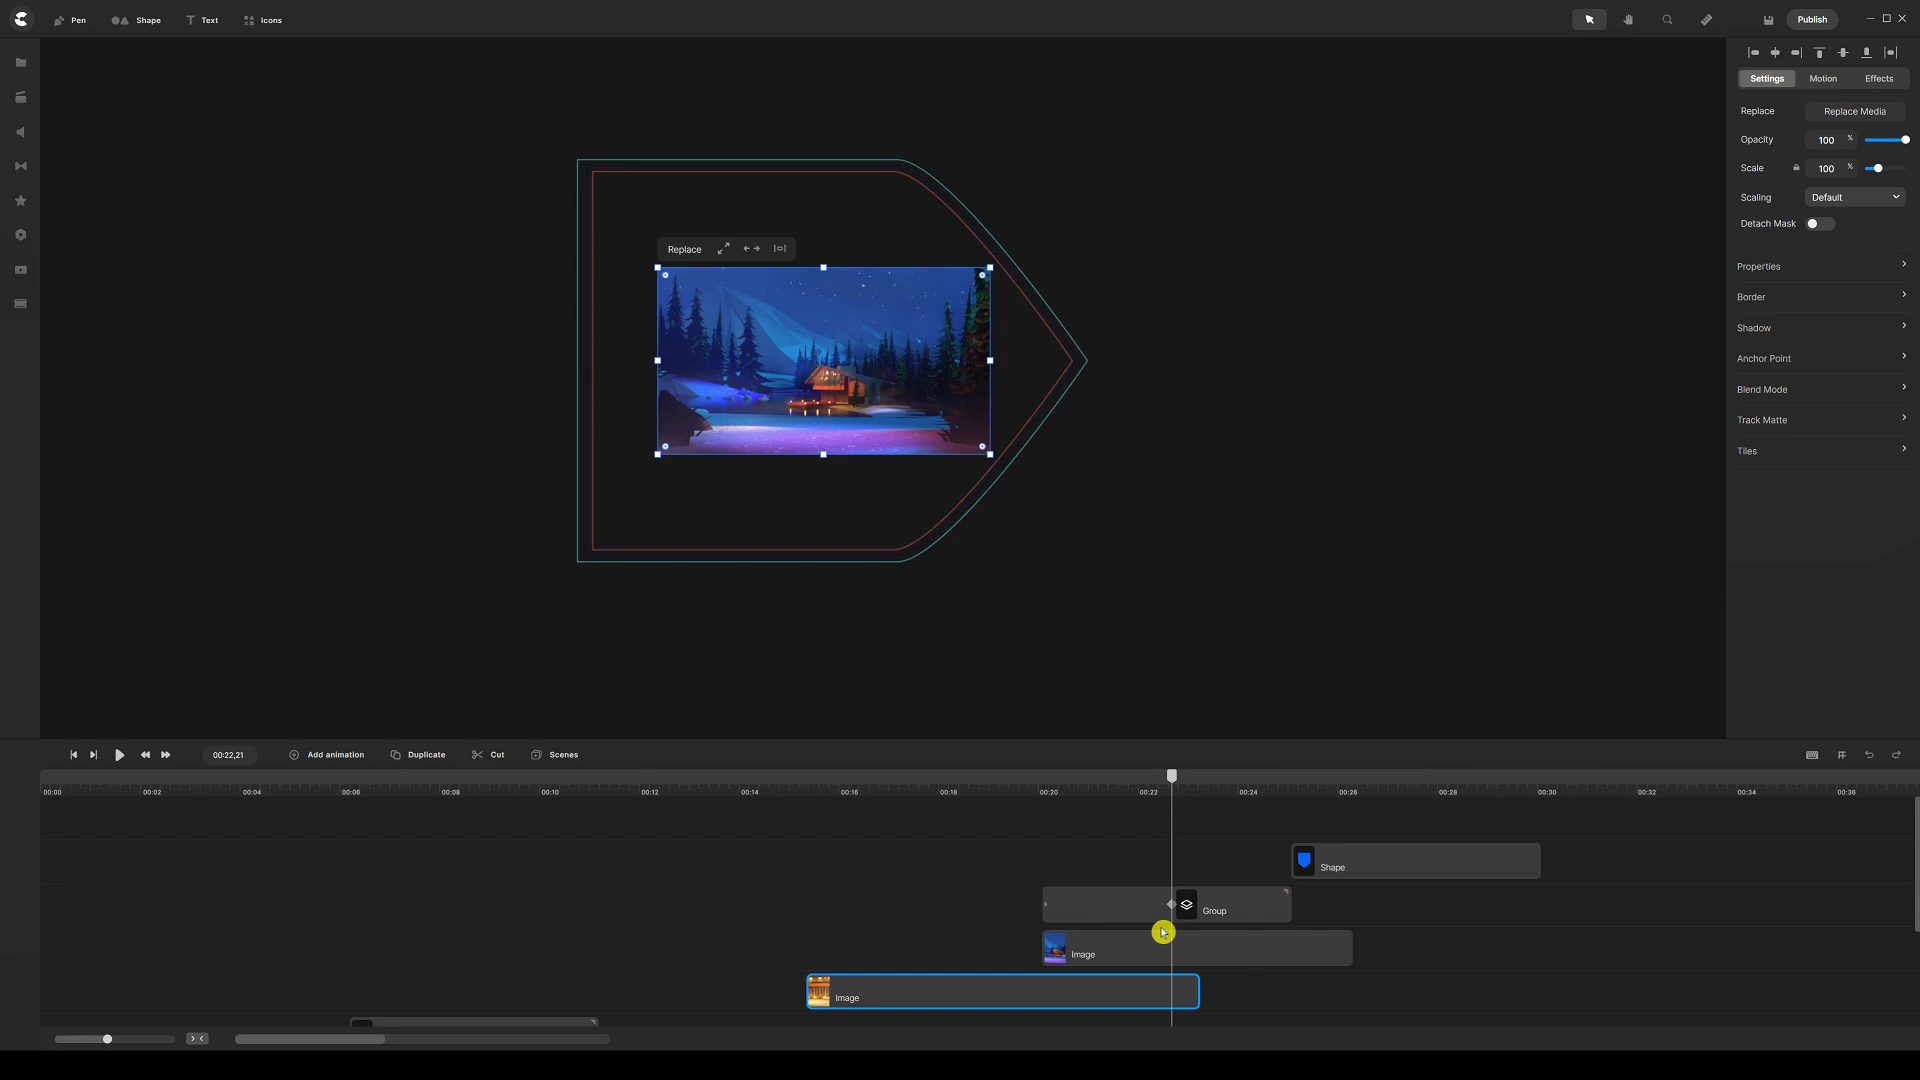 Pen
Shape
Text
Icons
Publish
Settings
Motion
Effects
Replace
Replace Media
Opacity
100 %
Scale
100 %
Scaling
Default
Detach Mask
Properties
Border
Shadow
Anchor Point
Blend Mode
Track Matte
Tiles
Replace
00:22,21
Add animation
Duplicate
Cut
Scenes
00:00 00:02 00:04 00:06 00:08 00:10 00:12 00:14 00:16 00:18 00:20 00:22 00:24 00:26 00:28 00:30 00:32 00:34 00:36
Shape
Group
Image
Image